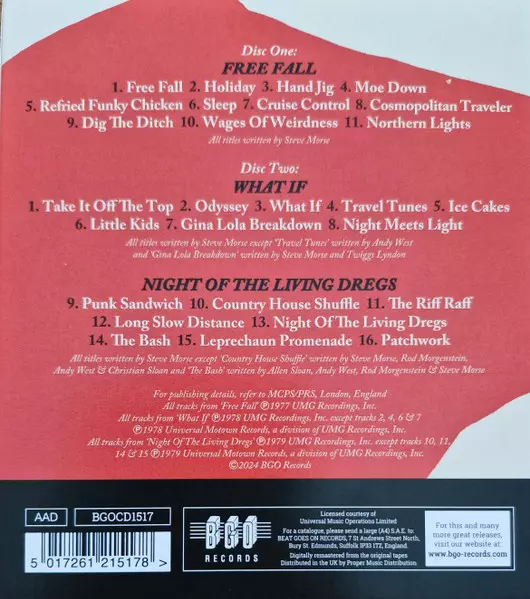 Disc One:
FREE FALL
1. Free Fall 2. Holiday 3. Hand Jig 4. Moe Down
5. Refried Funky Chicken 6. Sleep 7. Cruise Control 8. Cosmopolitan Traveler
9. Dig The Ditch 10. Wages Of Weirdness 11. Northern Lights
All titles written by Steve Morse
Disc Two:
WHAT IF
1. Take It Off The Top 2. Odyssey 3. What If 4. Travel Tunes 5. Ice Cakes
6. Little Kids 7. Gina Lola Breakdown 8. Night Meets Light
All titles written by Steve Morse except 'Travel Tunes' written by Andy West
and 'Gina Lola Breakdown' written by Steve Morse and Twiggs Lyndon
NIGHT OF THE LIVING DREGS
9. Punk Sandwich 10. Country House Shuffle 11. The Riff Raff
12. Long Slow Distance 13. Night Of The Living Dregs
14. The Bash 15. Leprechaun Promenade 16. Patchwork
All titles written by Steve Morse except 'Country House Shuffle' written by Steve Morse, Rod Morgenstein,
Andy West & Christian Sloan and 'The Bash' written by Allen Sloan, Andy West, Rod Morgenstein & Steve Morse
For publishing details, refer to MCPS/PRS, London, England
All tracks from 'Free Fall' ℗1977 UMG Recordings, Inc.
All tracks from 'What If' ℗1978 UMG Recordings, Inc. except tracks 2, 4, 6 & 7
℗1978 Universal Motown Records, a division of UMG Recordings, Inc.
All tracks from 'Night Of The Living Dregs' ℗1979 UMG Recordings, Inc. except tracks 10, 11,
14 & 15 ℗1979 Universal Motown Records, a division of UMG Recordings, Inc.
©2024 BGO Records
AAD
BGOCD1517
5 017261 215178 >
BGO
RECORDS
Licensed courtesy of
Universal Music Operations Limited
For a catalogue, please send a large (A4) S.A.E. to:
BEAT GOES ON RECORDS, 7 St Andrews Street North,
Bury St. Edmunds, Suffolk IP33 1TZ, England.
Digitally remastered from the original tapes
Distributed in the UK by Proper Music Distribution
For this and many
more great releases,
visit our website at
www.bgo-records.com